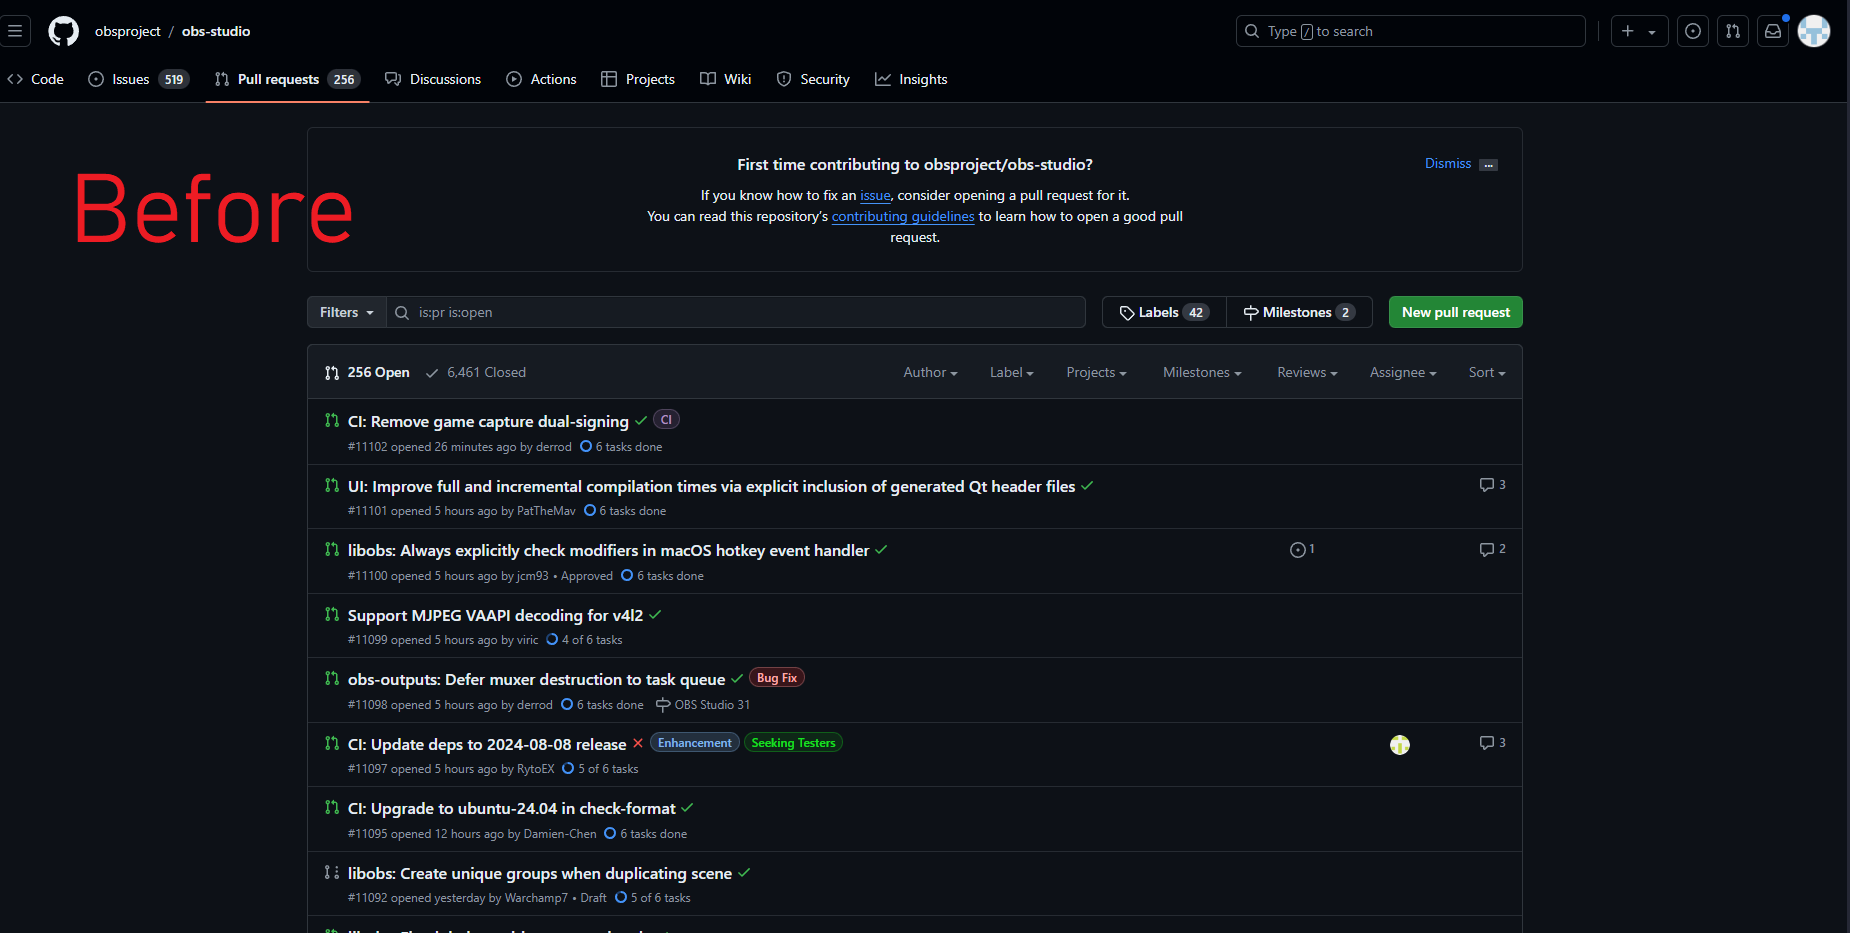 obsproject / obs-studio
Type / to search
Code Issues 519 Pull requests 256 Discussions Actions Projects Wiki Security Insights
Before
First time contributing to obsproject/obs-studio?
Dismiss ...
If you know how to fix an issue, consider opening a pull request for it.
You can read this repository's contributing guidelines to learn how to open a good pull
request.
Filters is:pr is:open Labels 42 Milestones 2 New pull request
256 Open 6,461 Closed Author Label Projects Milestones Reviews Assignee Sort
CI: Remove game capture dual-signing CI
#11102 opened 26 minutes ago by derrod 6 tasks done
UI: Improve full and incremental compilation times via explicit inclusion of generated Qt header files 3
#11101 opened 5 hours ago by PatTheMav 6 tasks done
libobs: Always explicitly check modifiers in macOS hotkey event handler 1 2
#11100 opened 5 hours ago by jcm93 • Approved 6 tasks done
Support MJPEG VAAPI decoding for v4l2
#11099 opened 5 hours ago by viric 4 of 6 tasks
obs-outputs: Defer muxer destruction to task queue Bug Fix
#11098 opened 5 hours ago by derrod 6 tasks done OBS Studio 31
CI: Update deps to 2024-08-08 release Enhancement Seeking Testers 3
#11097 opened 5 hours ago by RytoEX 5 of 6 tasks
CI: Upgrade to ubuntu-24.04 in check-format
#11095 opened 12 hours ago by Damien-Chen 6 tasks done
libobs: Create unique groups when duplicating scene
#11092 opened yesterday by Warchamp7 • Draft 5 of 6 tasks